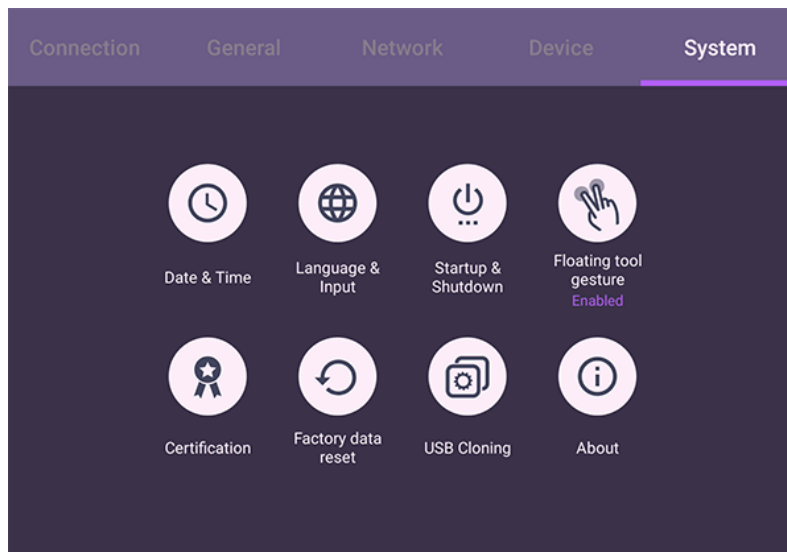 Connection General Network Device System
Date & Time
Language &
Input
Startup &
Shutdown
Floating tool
gesture
Enabled
Certification
Factory data
reset
USB Cloning
About